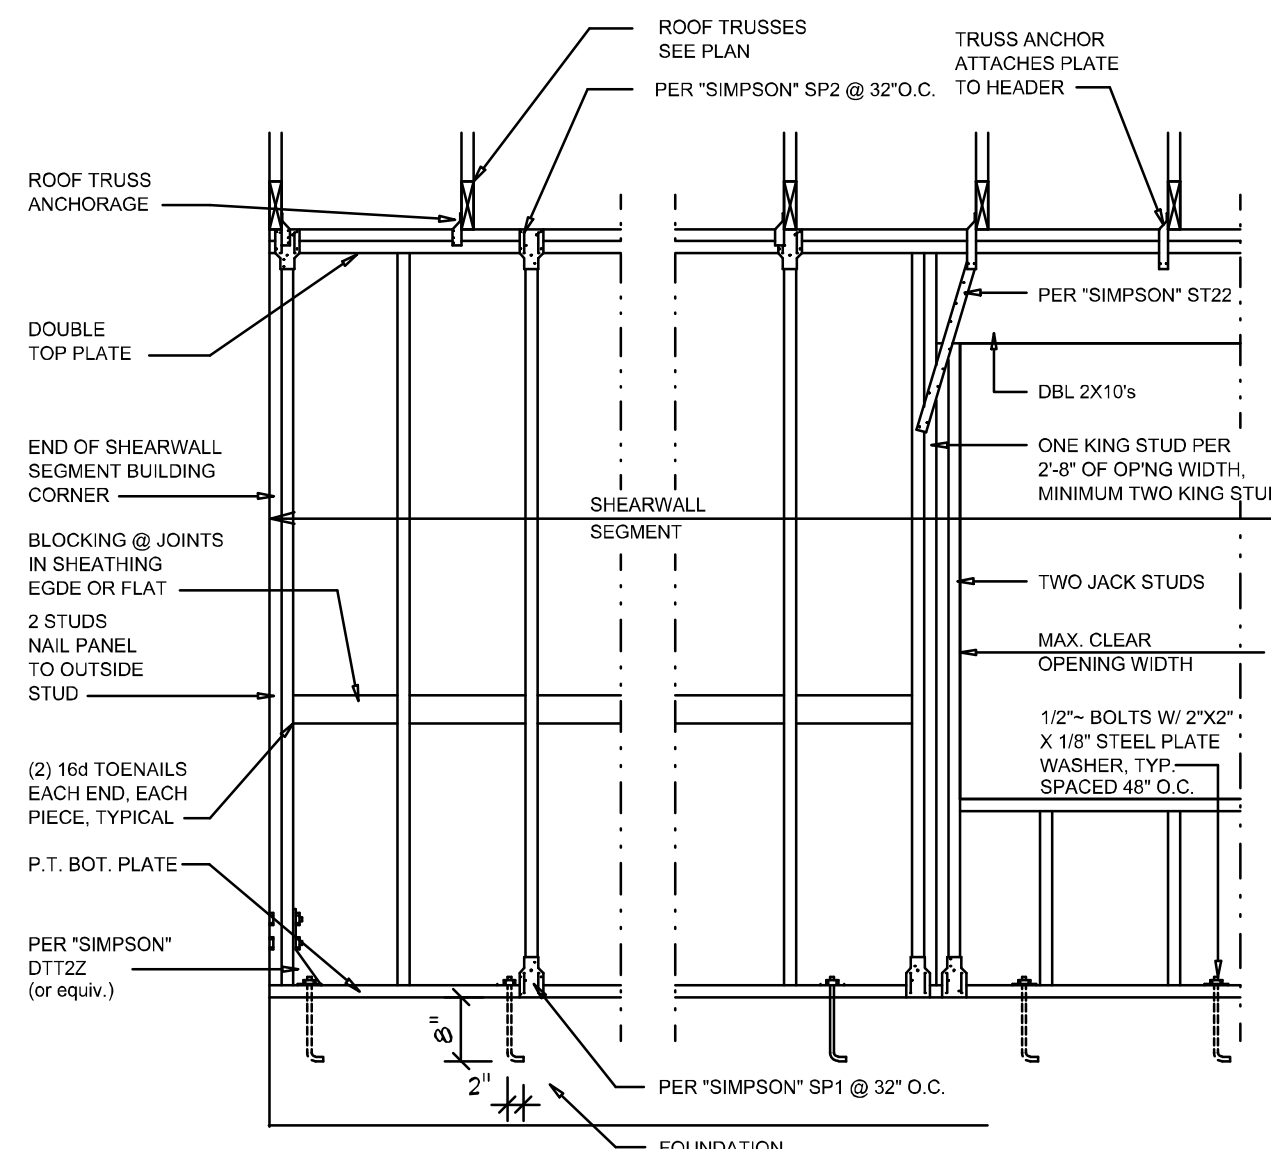 ROOF TRUSSES
SEE PLAN
TRUSS ANCHOR
ATTACHES PLATE
TO HEADER
PER "SIMPSON" SP2 @ 32"O.C.
ROOF TRUSS
ANCHORAGE
PER "SIMPSON" ST22
DOUBLE
TOP PLATE
DBL 2X10's
END OF SHEARWALL
SEGMENT BUILDING
CORNER
ONE KING STUD PER
2'-8" OF OP'NG WIDTH,
MINIMUM TWO KING STU
SHEARWALL
SEGMENT
BLOCKING @ JOINTS
IN SHEATHING
EGDE OR FLAT
TWO JACK STUDS
2 STUDS
NAIL PANEL
TO OUTSIDE
STUD
MAX. CLEAR
OPENING WIDTH
1/2"~ BOLTS W/ 2"X2"
X 1/8" STEEL PLATE
WASHER, TYP.
SPACED 48" O.C.
(2) 16d TOENAILS
EACH END, EACH
PIECE, TYPICAL
P.T. BOT. PLATE
PER "SIMPSON"
DTT2Z
(or equiv.)
8"
2"
PER "SIMPSON" SP1 @ 32" O.C.
FOUNDATION